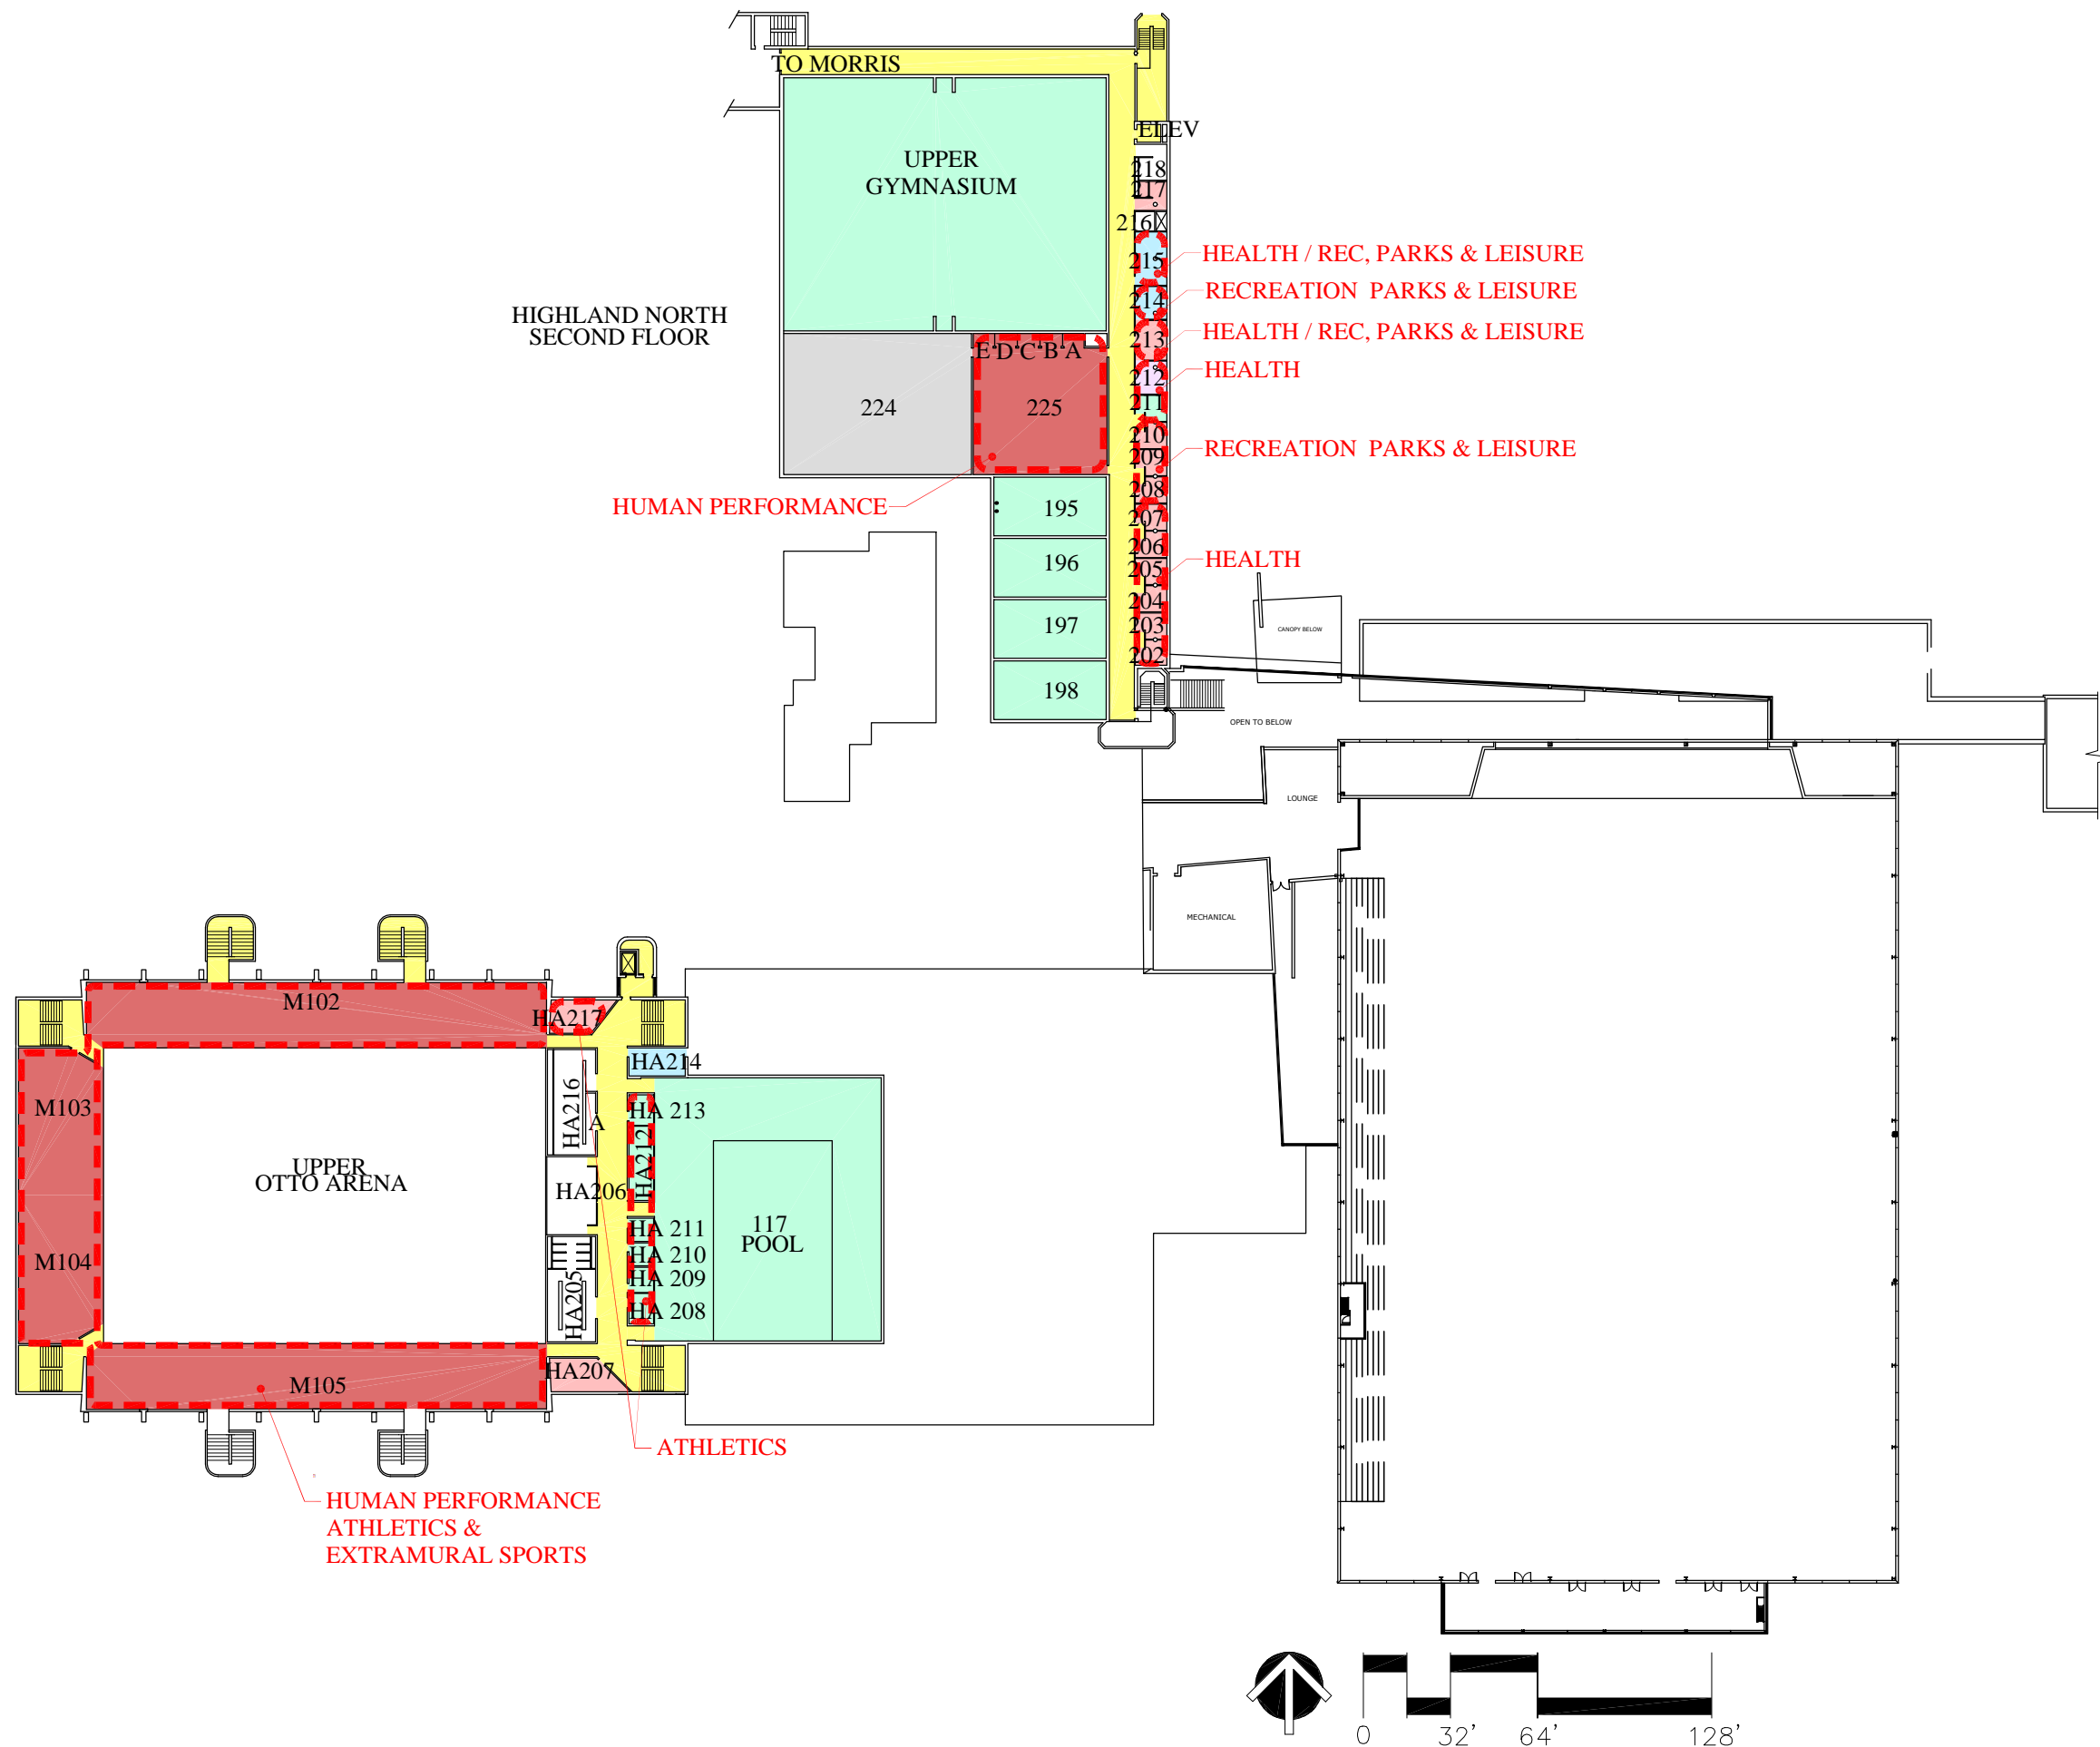 TO MORRIS
ELEV
UPPER
GYMNASIUM
218
217
216
215
HEALTH / REC, PARKS & LEISURE
214
RECREATION PARKS & LEISURE
HIGHLAND NORTH
SECOND FLOOR
213
HEALTH / REC, PARKS & LEISURE
E D C B A
212
HEALTH
224
225
211
210
209
RECREATION PARKS & LEISURE
208
HUMAN PERFORMANCE
195
207
206
196
205
HEALTH
204
197
203
CANOPY BELOW
202
198
OPEN TO BELOW
LOUNGE
MECHANICAL
M102
HA217
HA214
M103
HA216
A
HA 213
HA212
UPPER
OTTO ARENA
HA206
HA 211
117
POOL
HA 210
M104
HA 209
HA205
HA 208
HA207
M105
ATHLETICS
HUMAN PERFORMANCE
ATHLETICS &
EXTRAMURAL SPORTS
0 32' 64' 128'